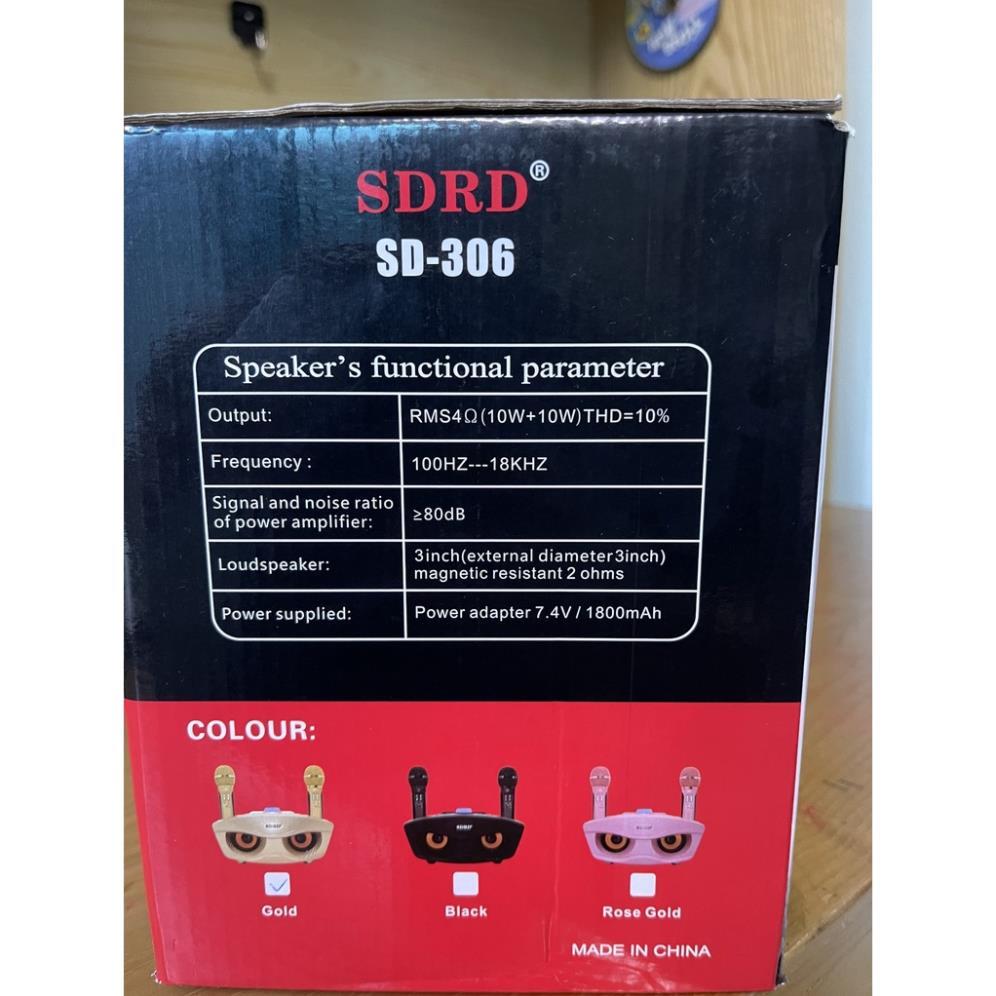 SDRD®
SD-306
Speaker's functional parameter
Output: RMS4Ω(10W+10W)THD=10%
Frequency : 100HZ---18KHZ
Signal and noise ratio
of power amplifier: ≥80dB
Loudspeaker: 3inch(external diameter3inch)
magnetic resistant 2 ohms
Power supplied: Power adapter 7.4V / 1800mAh
COLOUR:
Gold Black Rose Gold
MADE IN CHINA